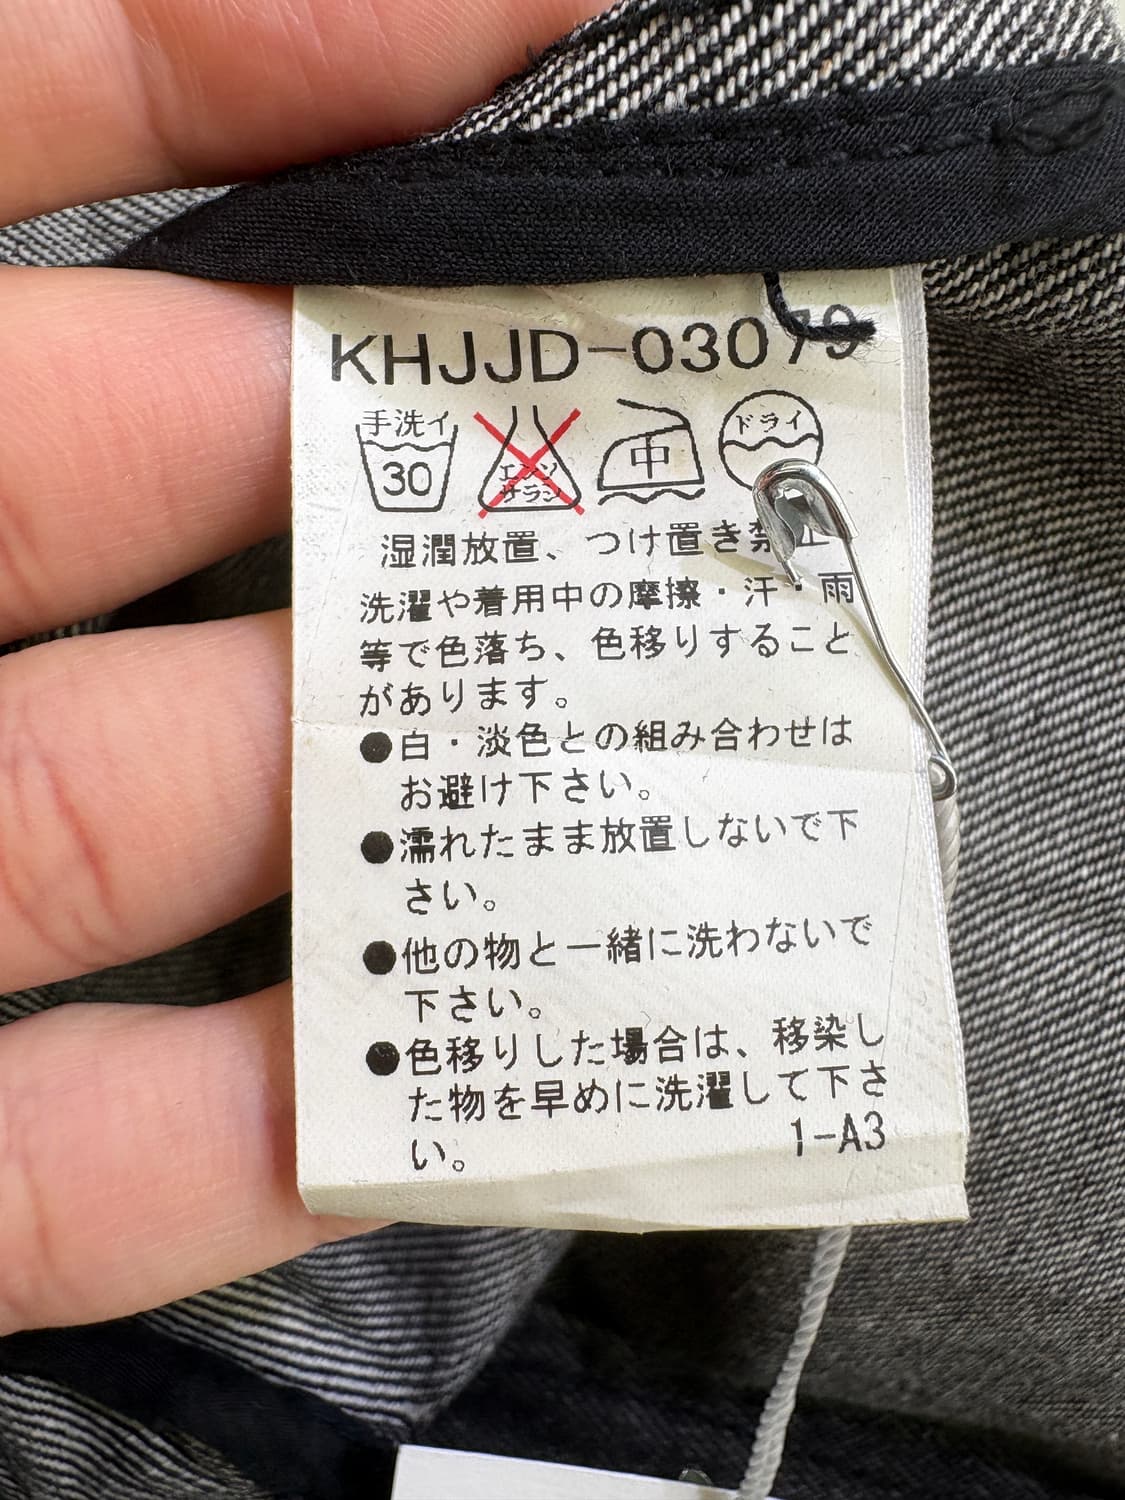 KHJJD-03079
手洗イ
30
エンソ
サラシ
中
ドライ
湿潤放置、つけ置き禁止
洗濯や着用中の摩擦・汗・雨
等で色落ち、色移りすること
があります。
●白・淡色との組み合わせは
お避け下さい。
●濡れたまま放置しないで下
さい。
●他の物と一緒に洗わないで
下さい。
●色移りした場合は、移染し
た物を早めに洗濯して下さ
い。
1-A3